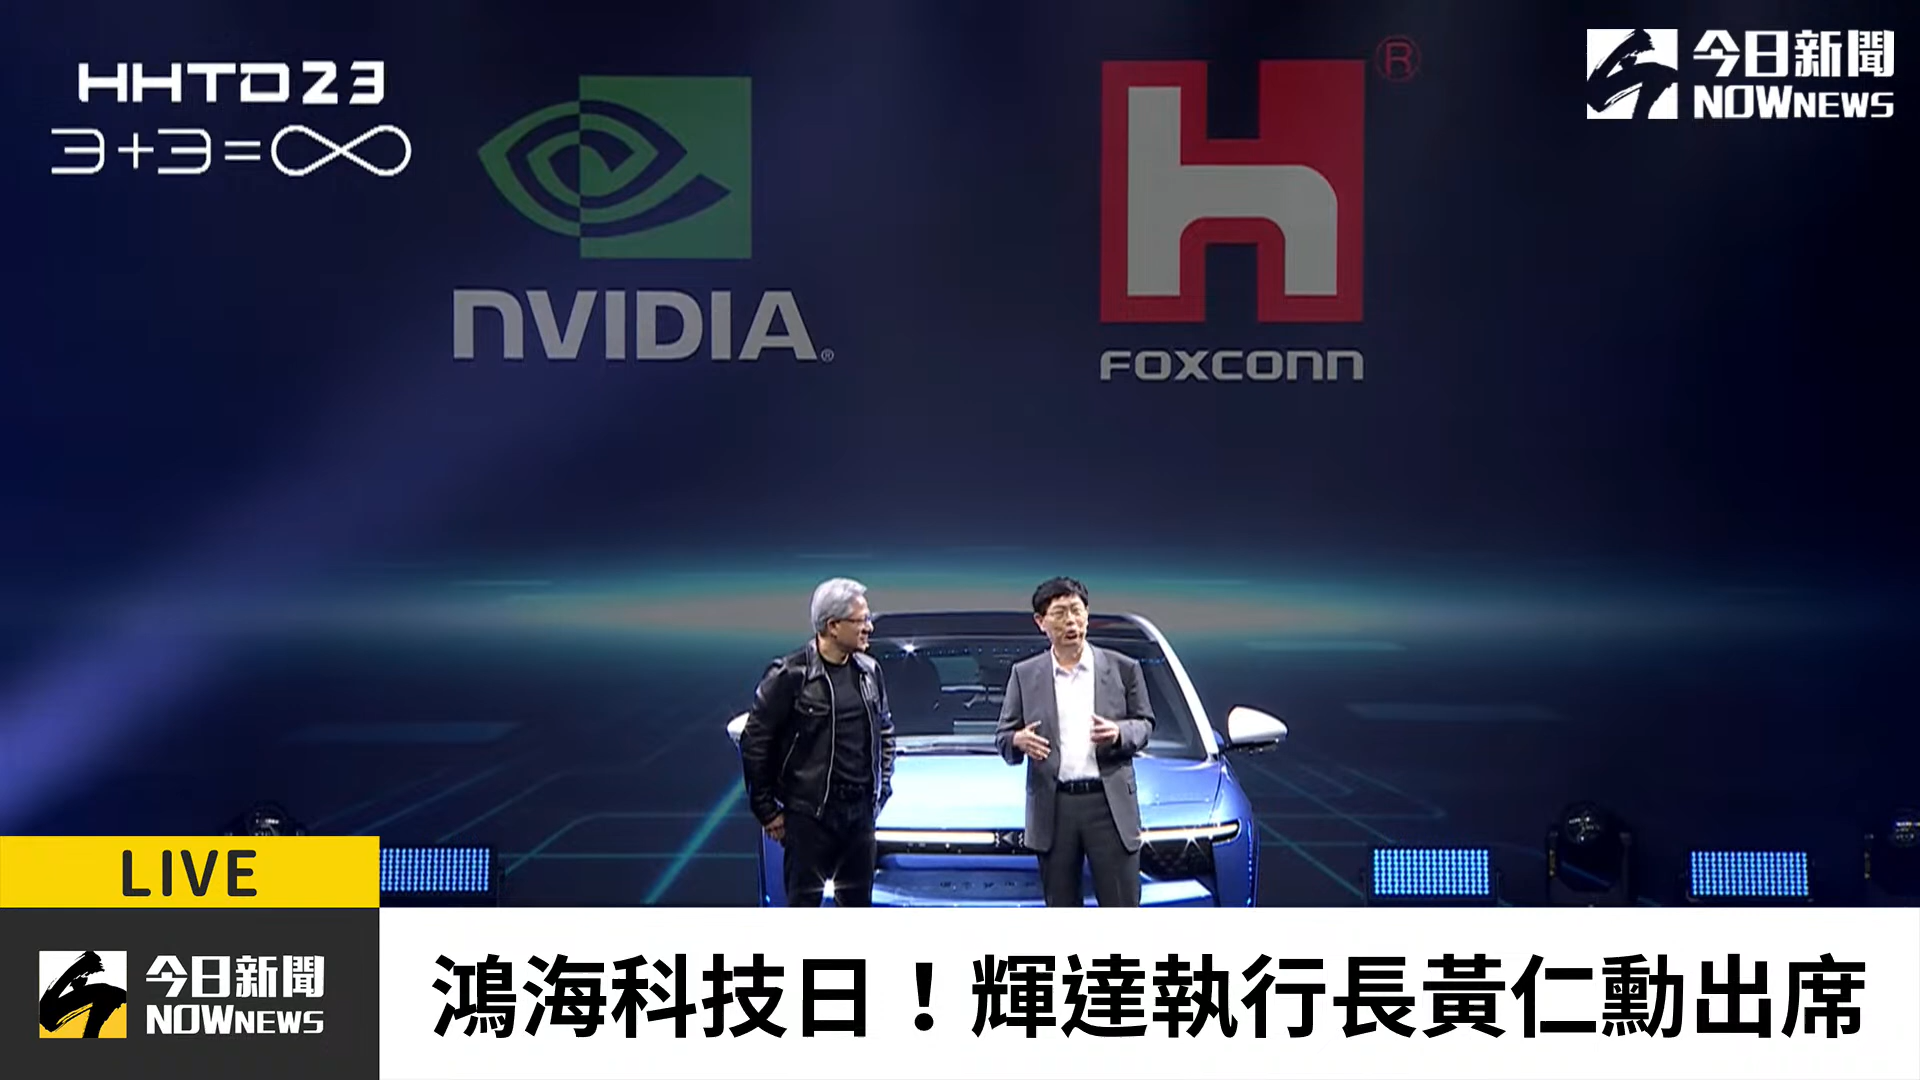 HHTD23
3+3=∞
NVIDIA®
®
FOXCONN
今日新聞
NOWNEWS
LIVE
今日新聞
NOWNEWS
鴻海科技日！輝達執行長黃仁勳出席